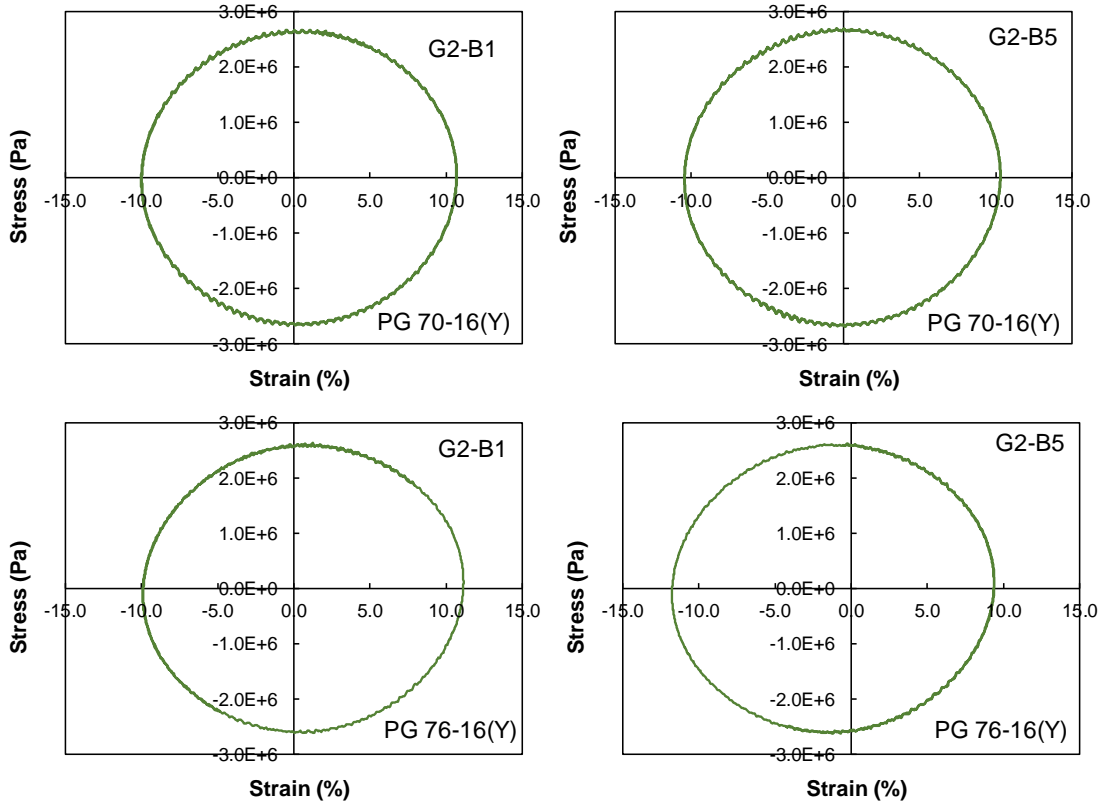 3.0E+6
G2-B1
2.0E+6
1.0E+6
0.0E+0
-15.0 -10.0 -5.0 0.0 5.0 10.0 15.0
-1.0E+6
-2.0E+6
PG 70-16(Y)
-3.0E+6
Stress (Pa)
Strain (%)
3.0E+6
G2-B5
2.0E+6
1.0E+6
0.0E+0
-15.0 -10.0 -5.0 0.0 5.0 10.0 15.0
-1.0E+6
-2.0E+6
PG 70-16(Y)
-3.0E+6
Stress (Pa)
Strain (%)
3.0E+6
G2-B1
2.0E+6
1.0E+6
0.0E+0
-15.0 -10.0 -5.0 0.0 5.0 10.0 15.0
-1.0E+6
-2.0E+6
PG 76-16(Y)
-3.0E+6
Stress (Pa)
Strain (%)
3.0E+6
G2-B5
2.0E+6
1.0E+6
0.0E+0
-15.0 -10.0 -5.0 0.0 5.0 10.0 15.0
-1.0E+6
-2.0E+6
PG 76-16(Y)
-3.0E+6
Stress (Pa)
Strain (%)